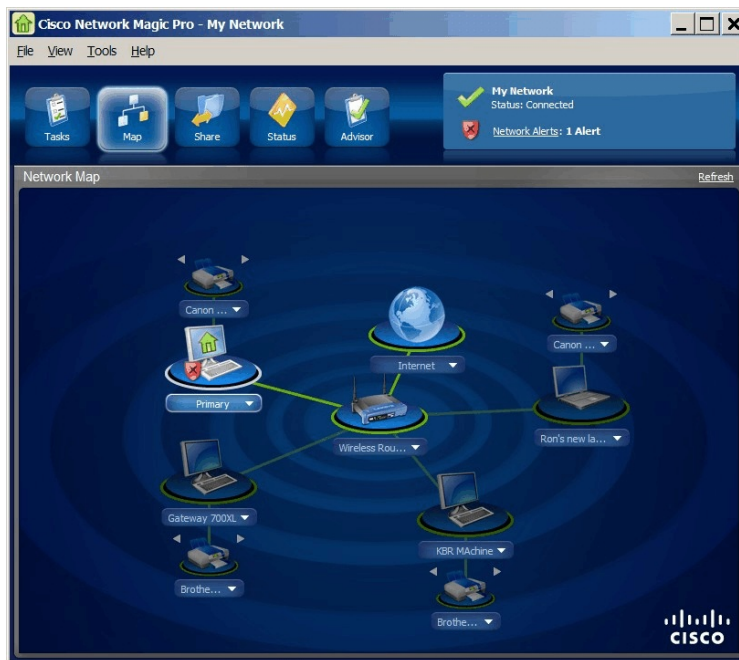 Cisco Network Magic Pro - My Network
File View Tools Help
Tasks
Map
Share
Status
Advisor
My Network
Status: Connected
Network Alerts: 1 Alert
Network Map
Refresh
Canon ...
Internet
Canon ...
Primary
Wireless Rou...
Ron's new la...
Gateway 700XL
KBR MAchine
Brothe...
Brothe...
CISCO